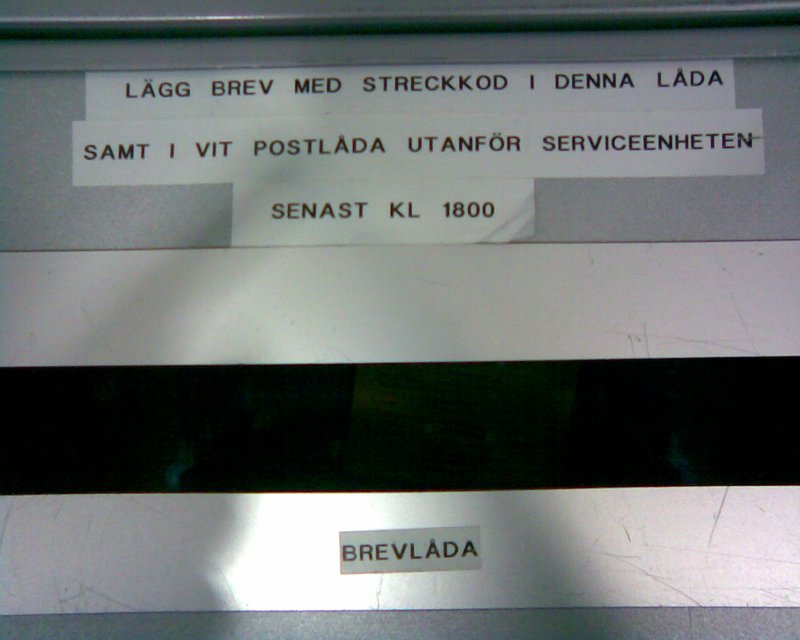 LÄGG BREV MED STRECKKOD I DENNA LÅDA
SAMT I VIT POSTLÅDA UTANFÖR SERVICEENHETEN
SENAST KL 1800
BREVLÅDA